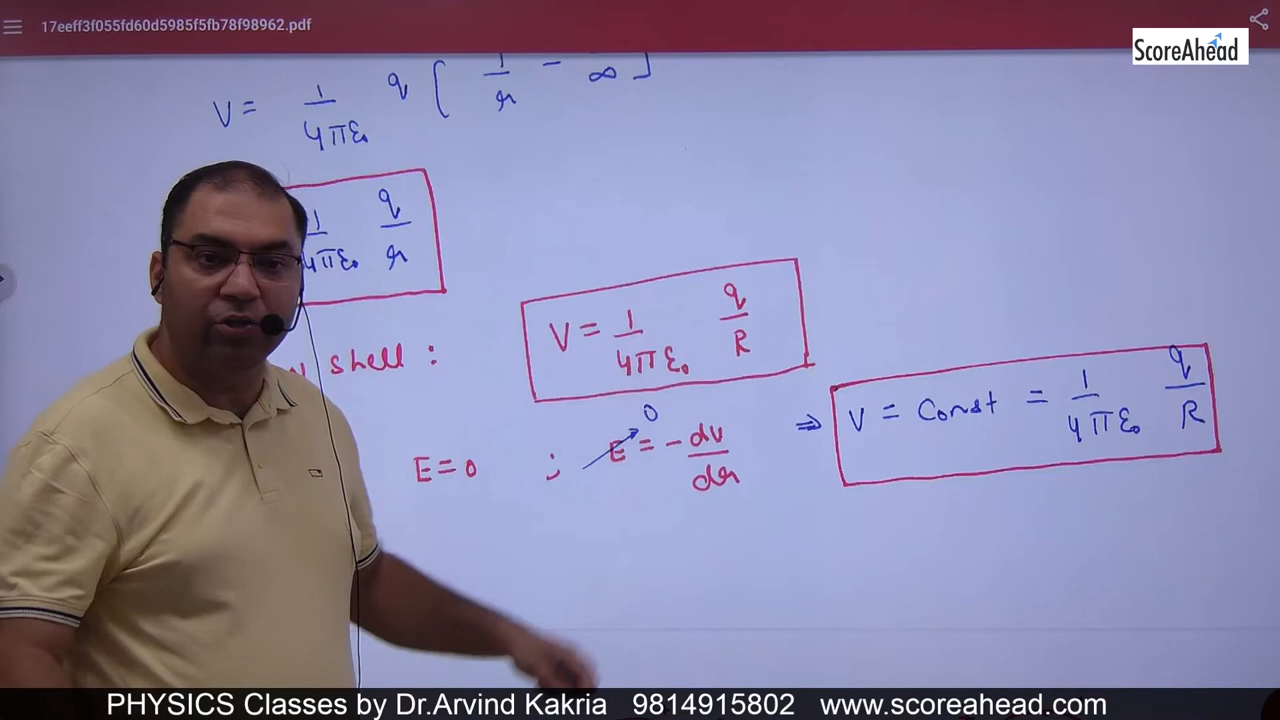 17eeff3f055fd60d5985f5fb78f98962.pdf
ScoreAhead
V = 1/4πε₀ q [ 1/r - ∞ ]
1/4πε₀ q/r
shell :
V = 1/4πε₀ q/R
E = 0 ; E = - dv/dr 0 ⇒ V = Const = 1/4πε₀ q/R
PHYSICS Classes by Dr.Arvind Kakria 9814915802 www.scoreahead.com